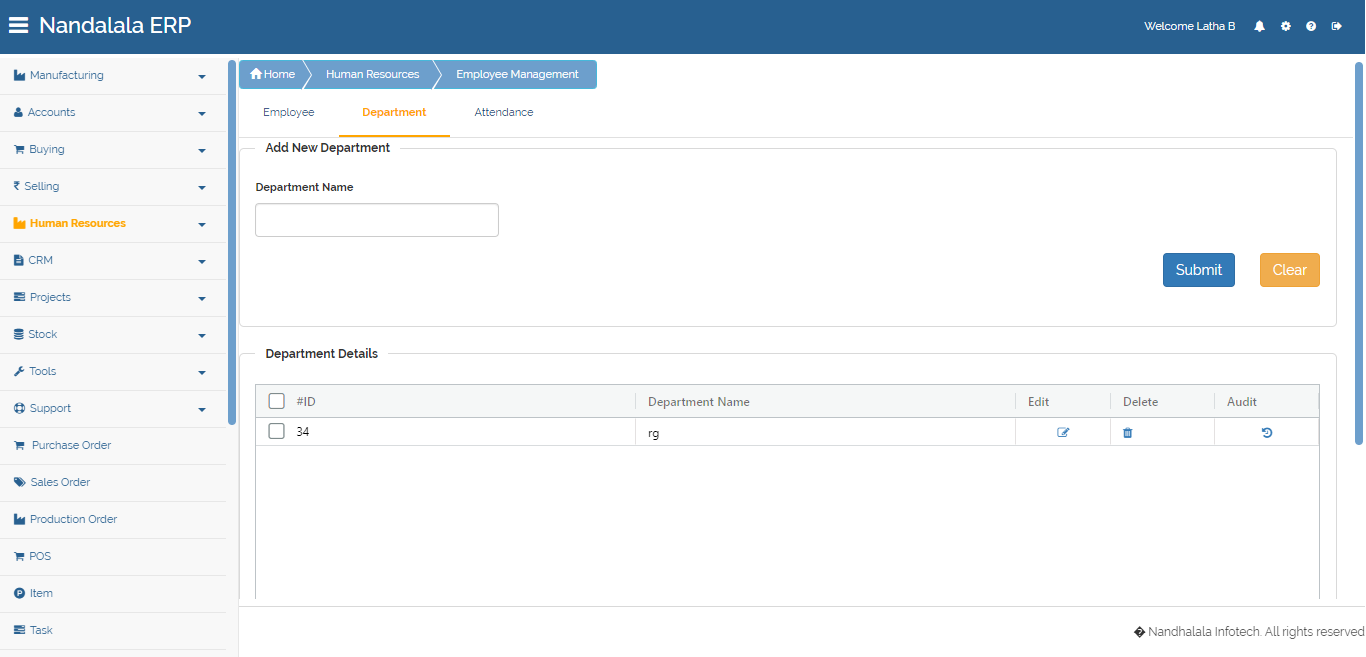 Nandalala ERP
Welcome Latha B
Manufacturing
Accounts
Buying
Selling
Human Resources
CRM
Projects
Stock
Tools
Support
Purchase Order
Sales Order
Production Order
POS
Item
Task
Home Human Resources Employee Management
Employee Department Attendance
Add New Department
Department Name
Submit Clear
Department Details
#ID Department Name Edit Delete Audit
34 rg
� Nandhalala Infotech. All rights reserved